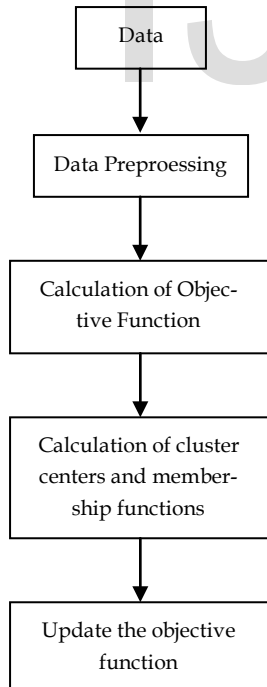 Data
Data Preproessing
Calculation of Objec-
tive Function
Calculation of cluster
centers and member-
ship functions
Update the objective
function